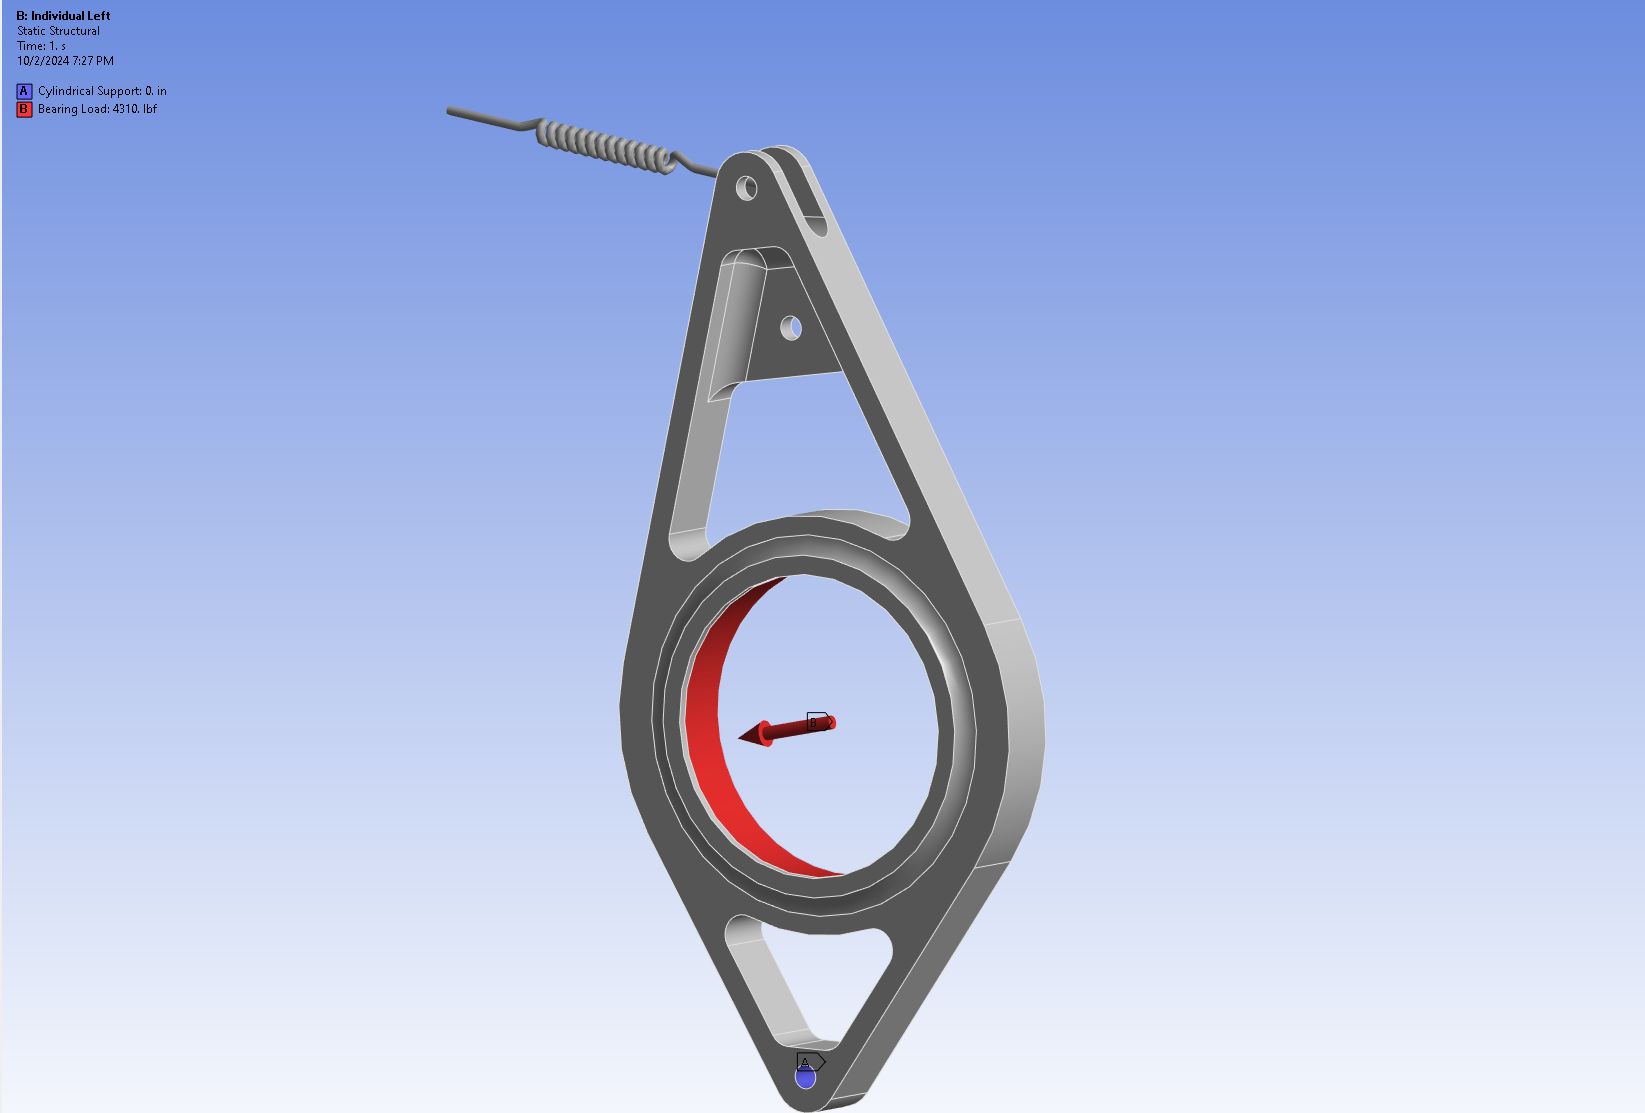 B: Individual Left
Static Structural
Time: 1. s
10/2/2024 7:27 PM
A Cylindrical Support: 0. in
B Bearing Load: 4310. lbf
B
A